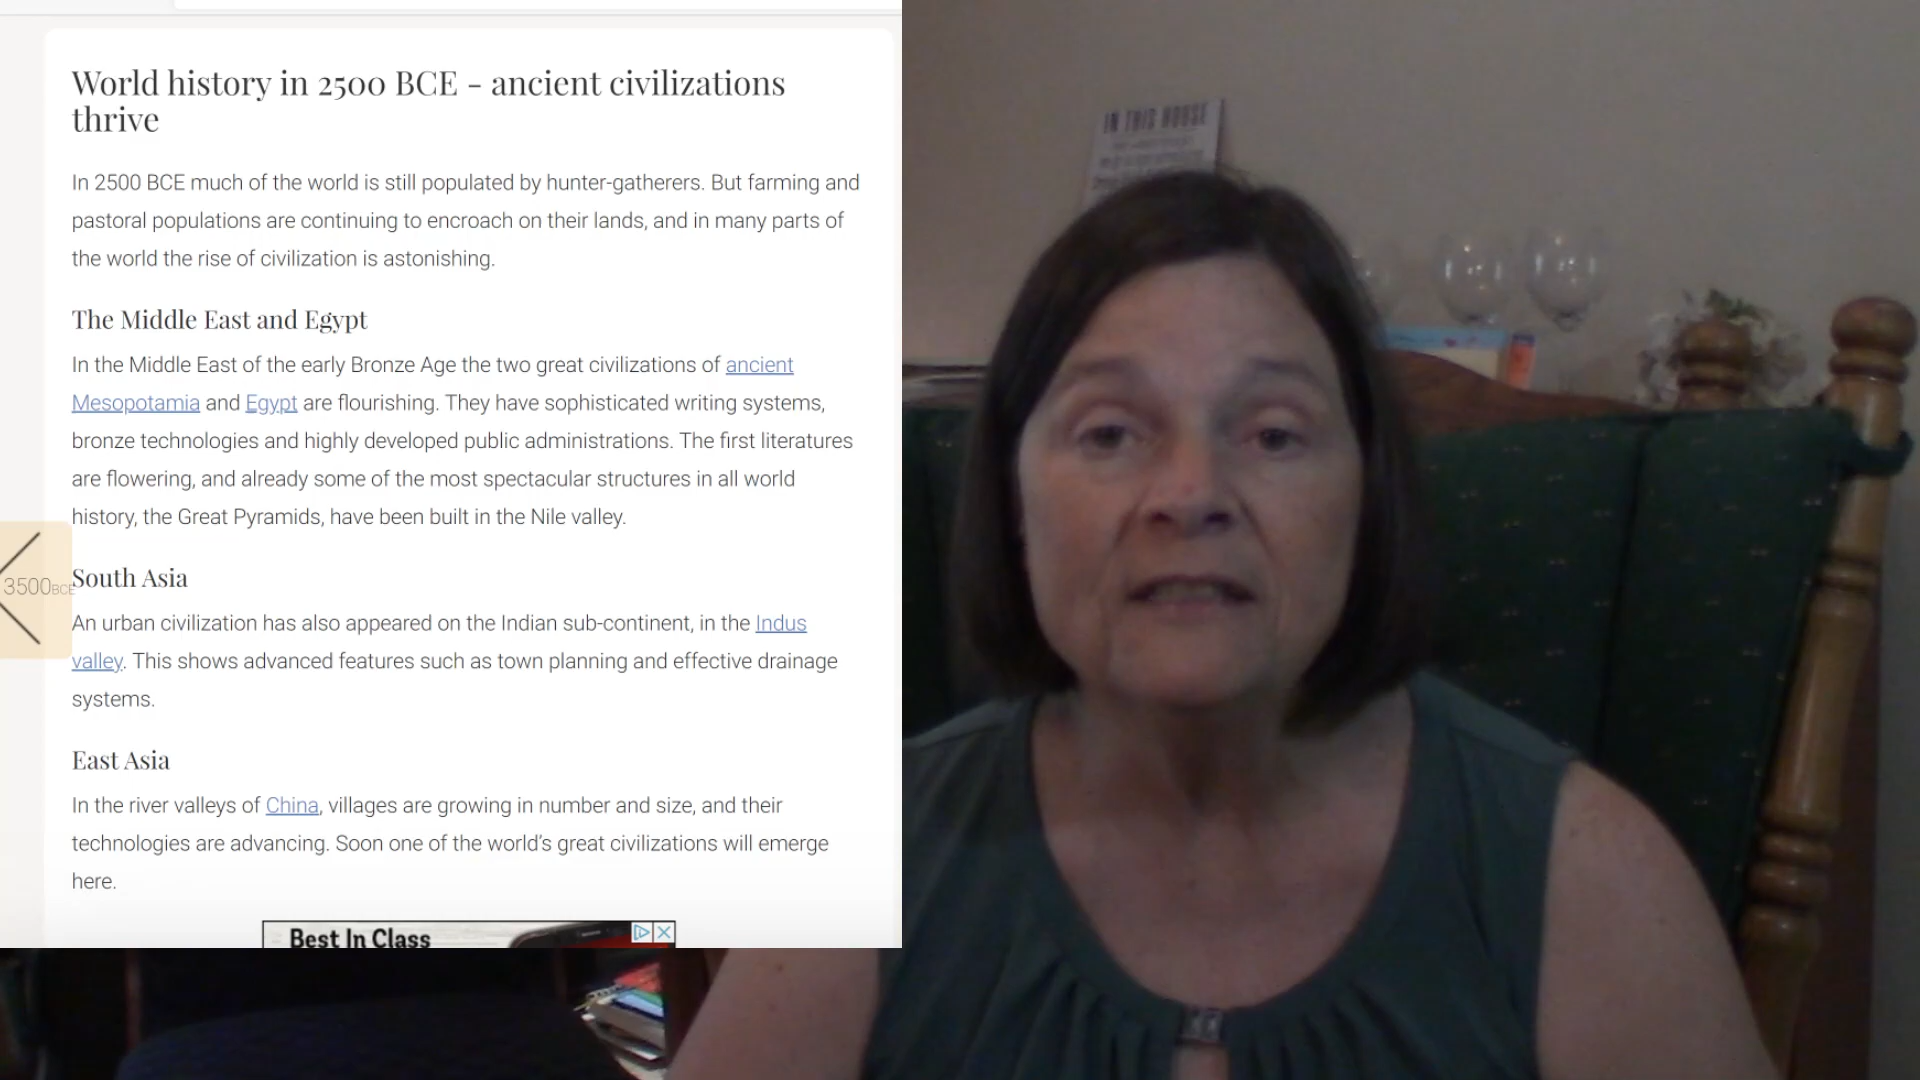 World history in 2500 BCE - ancient civilizations
thrive
In 2500 BCE much of the world is still populated by hunter-gatherers. But farming and
pastoral populations are continuing to encroach on their lands, and in many parts of
the world the rise of civilization is astonishing.
The Middle East and Egypt
In the Middle East of the early Bronze Age the two great civilizations of ancient
Mesopotamia and Egypt are flourishing. They have sophisticated writing systems,
bronze technologies and highly developed public administrations. The first literatures
are flowering, and already some of the most spectacular structures in all world
history, the Great Pyramids, have been built in the Nile valley.
3500BCE
South Asia
An urban civilization has also appeared on the Indian sub-continent, in the Indus
valley. This shows advanced features such as town planning and effective drainage
systems.
East Asia
In the river valleys of China, villages are growing in number and size, and their
technologies are advancing. Soon one of the world’s great civilizations will emerge
here.
Best In Class
IN THIS HOUSE